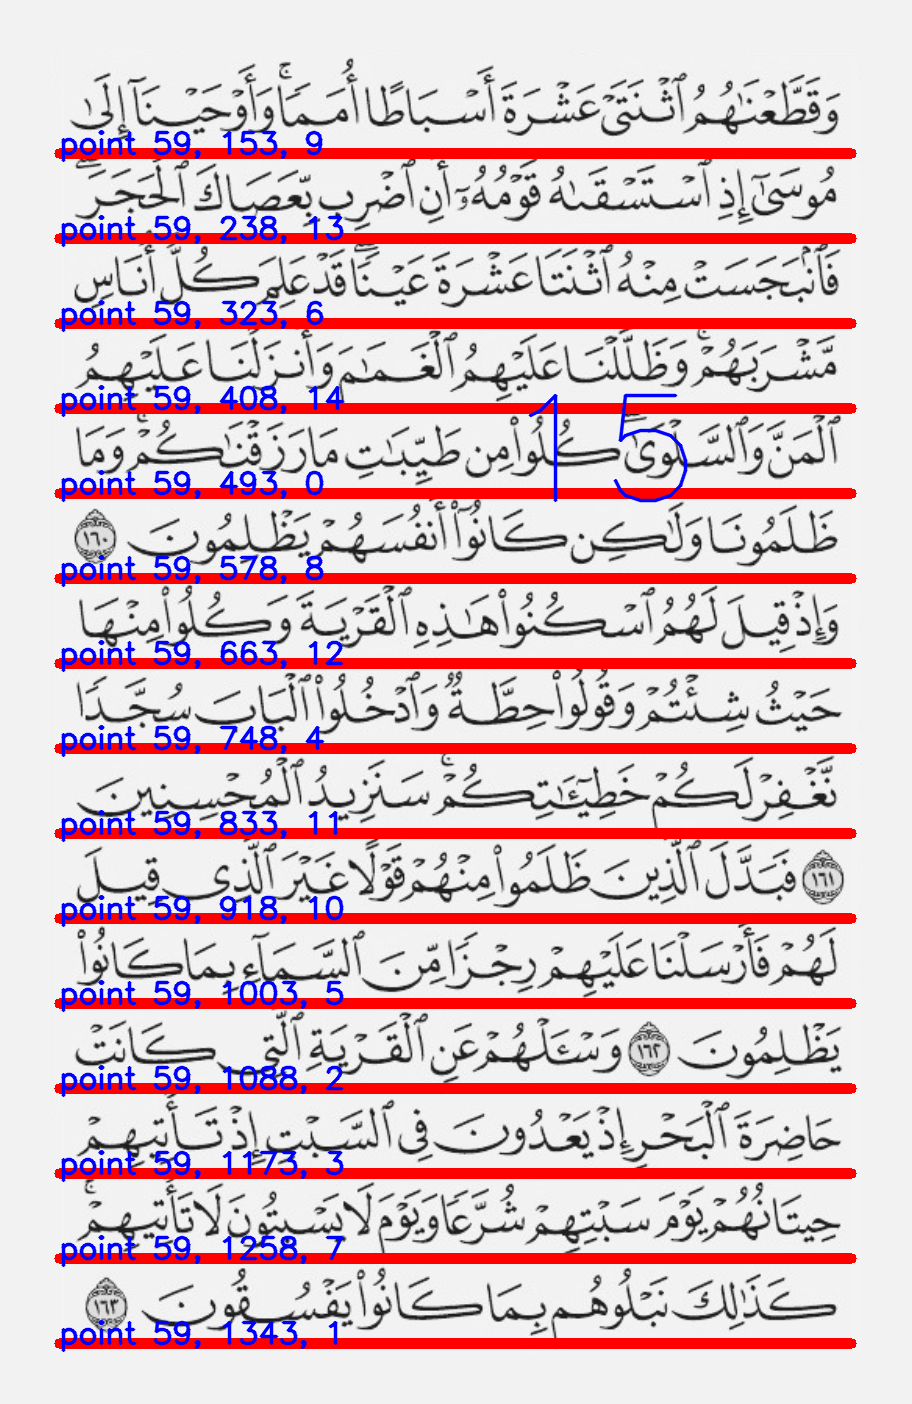 وَقَطَّعْنَٰهُمُ ٱثْنَتَىْ عَشْرَةَ أَسْبَاطًا أُمَمًا ۚ وَأَوْحَيْنَآ إِلَىٰ
point 59, 153, 9
مُوسَىٰٓ إِذِ ٱسْتَسْقَىٰهُ قَوْمُهُۥٓ أَنِ ٱضْرِب بِّعَصَاكَ ٱلْحَجَرَ ۖ
point 59, 238, 13
فَٱنۢبَجَسَتْ مِنْهُ ٱثْنَتَا عَشْرَةَ عَيْنًا ۖ قَدْ عَلِمَ كُلُّ أُنَاسٍ
point 59, 323, 6
مَّشْرَبَهُمْ ۚ وَظَلَّلْنَا عَلَيْهِمُ ٱلْغَمَٰمَ وَأَنزَلْنَا عَلَيْهِمُ
point 59, 408, 14
15
ٱلْمَنَّ وَٱلسَّلْوَىٰ ۖ كُلُوا۟ مِن طَيِّبَٰتِ مَا رَزَقْنَٰكُمْ ۚ وَمَا
point 59, 493, 0
ظَلَمُونَا وَلَٰكِن كَانُوٓا۟ أَنفُسَهُمْ يَظْلِمُونَ ١٦٠
point 59, 578, 8
وَإِذْ قِيلَ لَهُمُ ٱسْكُنُوا۟ هَٰذِهِ ٱلْقَرْيَةَ وَكُلُوا۟ مِنْهَا
point 59, 663, 12
حَيْثُ شِئْتُمْ وَقُولُوا۟ حِطَّةٌ وَٱدْخُلُوا۟ ٱلْبَابَ سُجَّدًا
point 59, 748, 4
نَّغْفِرْ لَكُمْ خَطِيٓـَٰٔتِكُمْ ۚ سَنَزِيدُ ٱلْمُحْسِنِينَ
point 59, 833, 11
١٦١ فَبَدَّلَ ٱلَّذِينَ ظَلَمُوا۟ مِنْهُمْ قَوْلًا غَيْرَ ٱلَّذِى قِيلَ
point 59, 918, 10
لَهُمْ فَأَرْسَلْنَا عَلَيْهِمْ رِجْزًا مِّنَ ٱلسَّمَآءِ بِمَا كَانُوا۟
point 59, 1003, 5
يَظْلِمُونَ ١٦٢ وَسْـَٔلْهُمْ عَنِ ٱلْقَرْيَةِ ٱلَّتِى كَانَتْ
point 59, 1088, 2
حَاضِرَةَ ٱلْبَحْرِ إِذْ يَعْدُونَ فِى ٱلسَّبْتِ إِذْ تَأْتِيهِمْ
point 59, 1173, 3
حِيتَانُهُمْ يَوْمَ سَبْتِهِمْ شُرَّعًا وَيَوْمَ لَا يَسْبِتُونَ لَا تَأْتِيهِمْ ۚ
point 59, 1258, 7
كَذَٰلِكَ نَبْلُوهُم بِمَا كَانُوا۟ يَفْسُقُونَ ١٦٣
point 59, 1343, 1